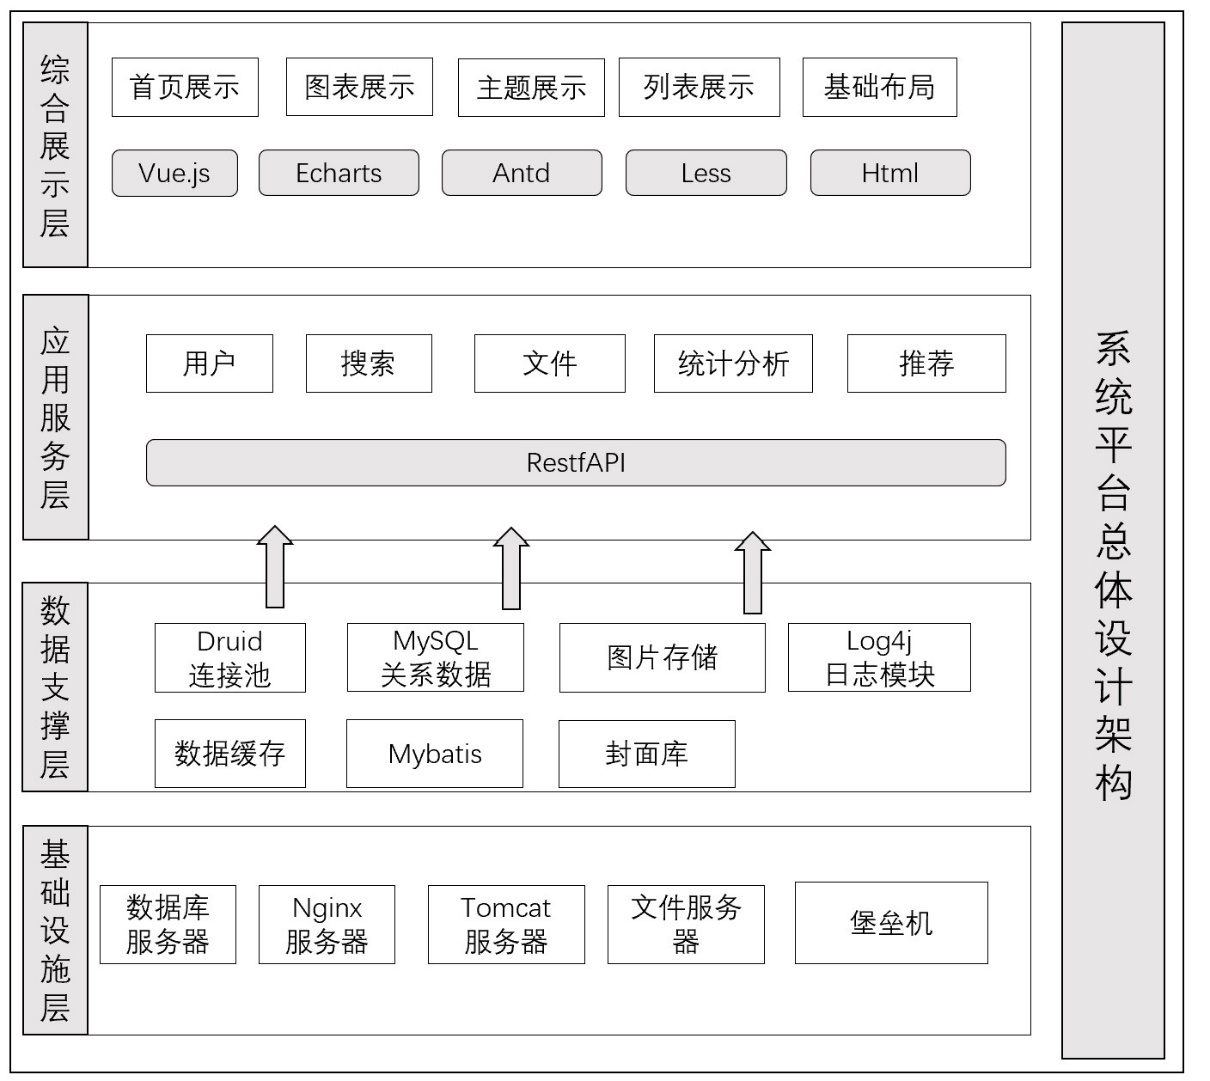 综合展示层
首页展示
图表展示
主题展示
列表展示
基础布局
Vue.js
Echarts
Antd
Less
Html
应用服务层
用户
搜索
文件
统计分析
推荐
RestfAPI
数据支撑层
Druid
连接池
MySQL
关系数据
图片存储
Log4j
日志模块
数据缓存
Mybatis
封面库
基础设施层
数据库
服务器
Nginx
服务器
Tomcat
服务器
文件服务
器
堡垒机
系统平台总体设计架构